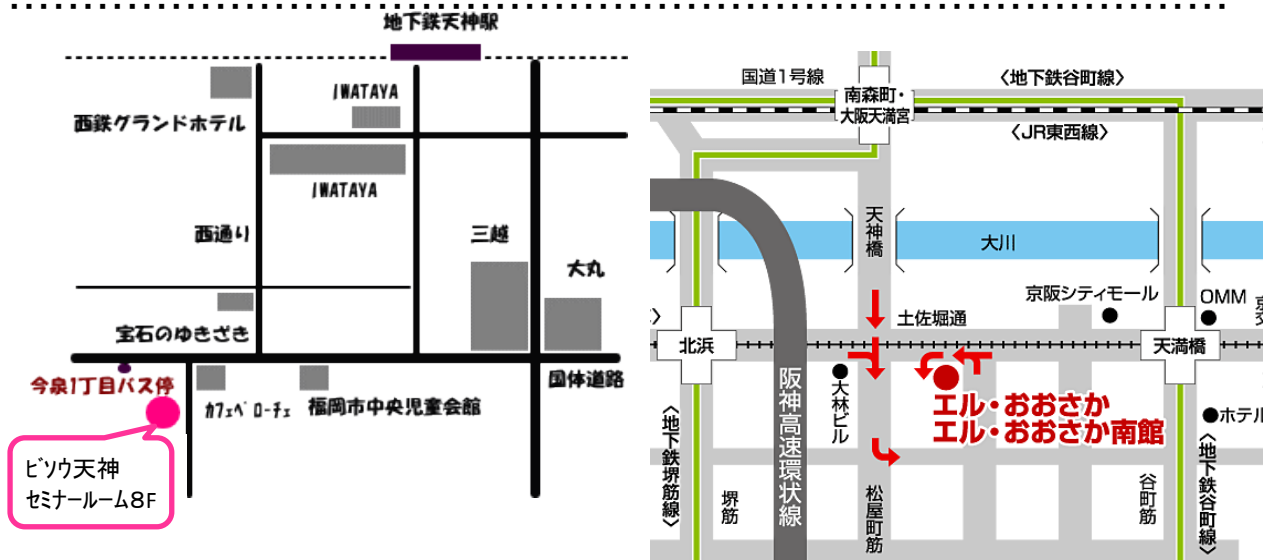 地下鉄天神駅
IWATAYA
西鉄グランドホテル
IWATAYA
西通り
三越
大丸
宝石のゆきざき
今泉1丁目バス停
国体道路
ｶﾌｪﾍﾞﾛｰﾁｪ
福岡市中央児童会館
ﾋﾞｿｳ天神
ｾﾐﾅｰﾙｰﾑ8F
国道1号線
〈地下鉄谷町線〉
南森町・
大阪天満宮
〈JR東西線〉
天神橋
大川
京阪シティモール
OMM
土佐堀通
北浜
天満橋
阪神高速環状線
大林ビル
エル・おおさか
エル・おおさか南館
●ホテル
〈地下鉄堺筋線〉
堺筋
松屋町筋
谷町筋
〈地下鉄谷町線〉